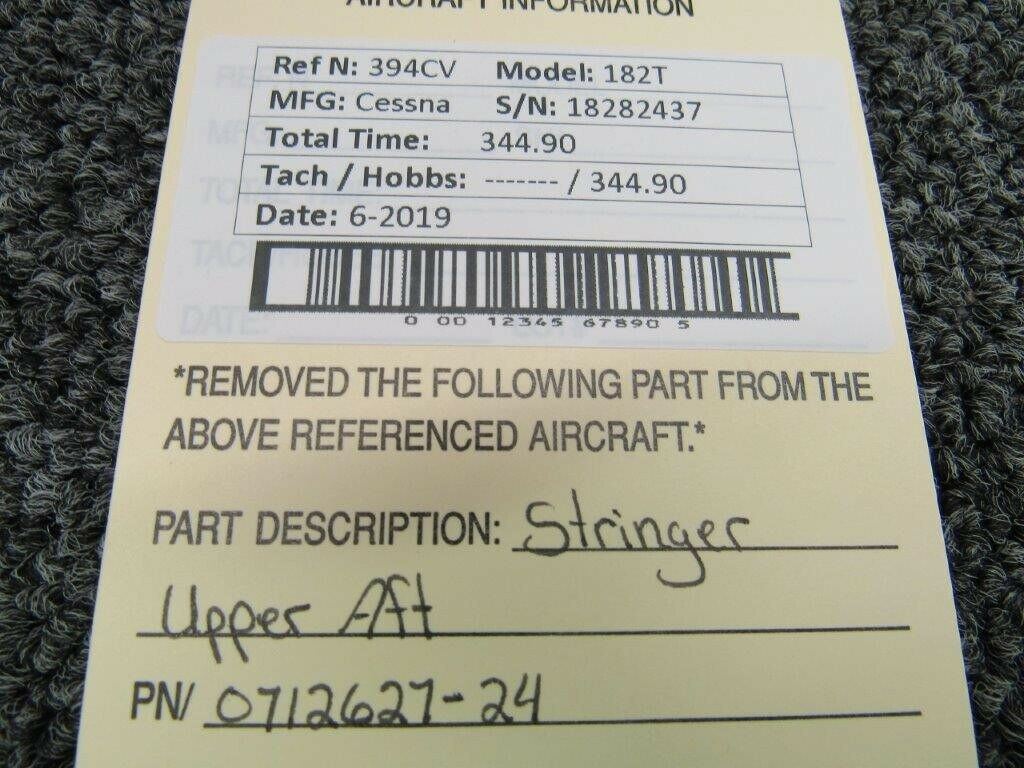 AIRCRAFT INFORMATION
Ref N: 394CV Model: 182T
MFG: Cessna S/N: 18282437
Total Time: 344.90
Tach / Hobbs: ------- / 344.90
Date: 6-2019
0 00 12345 67890 5
*REMOVED THE FOLLOWING PART FROM THE
ABOVE REFERENCED AIRCRAFT.*
PART DESCRIPTION: Stringer
Upper Aft
PN/ 0712627-24